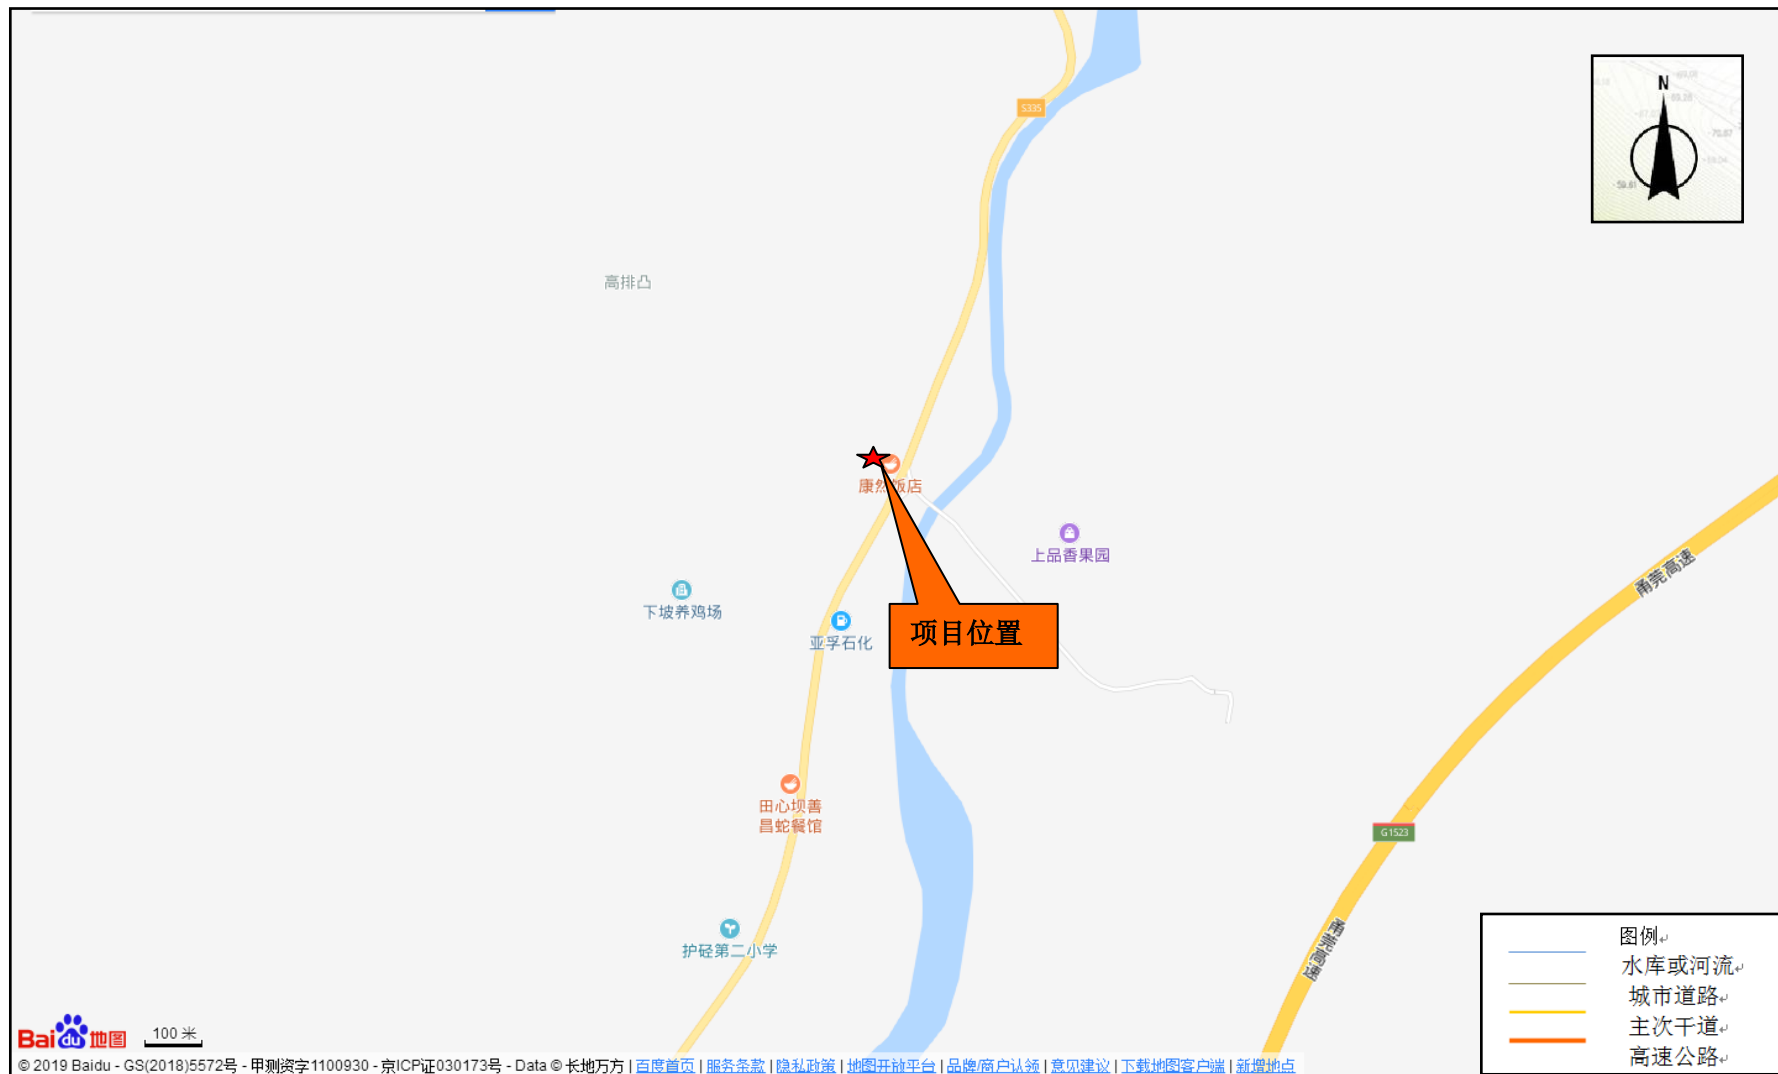 S335
N
高排凸
康然饭店
上品香果园
甬莞高速
下坡养鸡场
亚孚石化
项目位置
田心坝善
昌蛇餐馆
G1523
甬莞高速
护硁第二小学
图例
水库或河流
城市道路
主次干道
高速公路
Bai du 地图
100 米
© 2019 Baidu - GS(2018)5572号 - 甲测资字1100930 - 京ICP证030173号 - Data © 长地万方 | 百度首页 | 服务条款 | 隐私政策 | 地图开放平台 | 品牌/商户认领 | 意见建议 | 下载地图客户端 | 新增地点